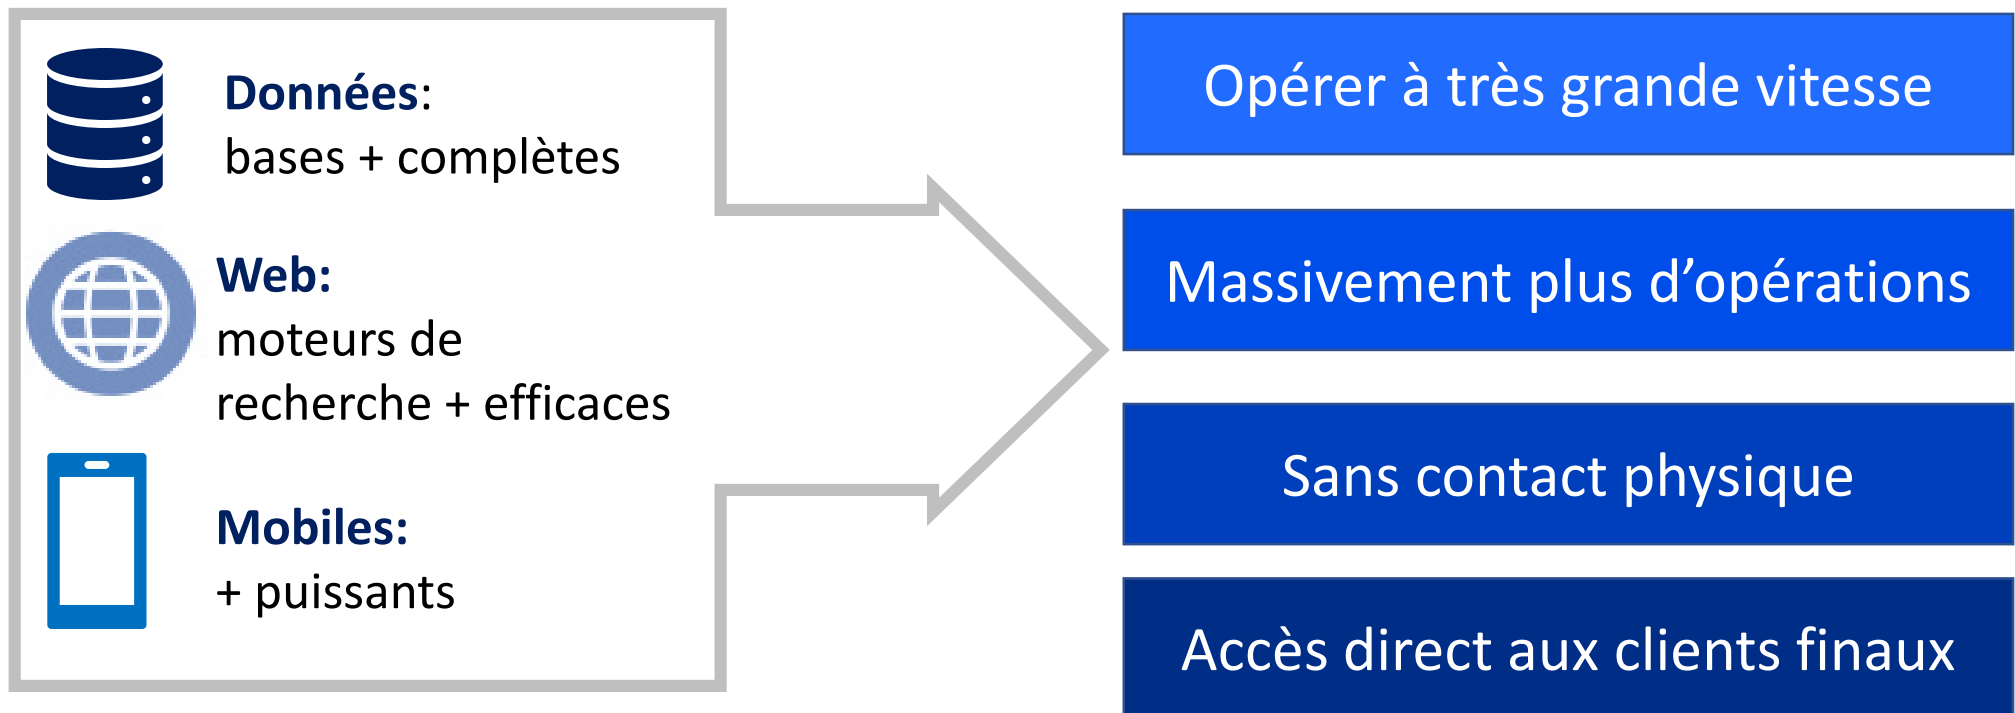 Données:
bases + complètes
Web:
moteurs de
recherche + efficaces
Mobiles:
+ puissants
Opérer à très grande vitesse
Massivement plus d’opérations
Sans contact physique
Accès direct aux clients finaux